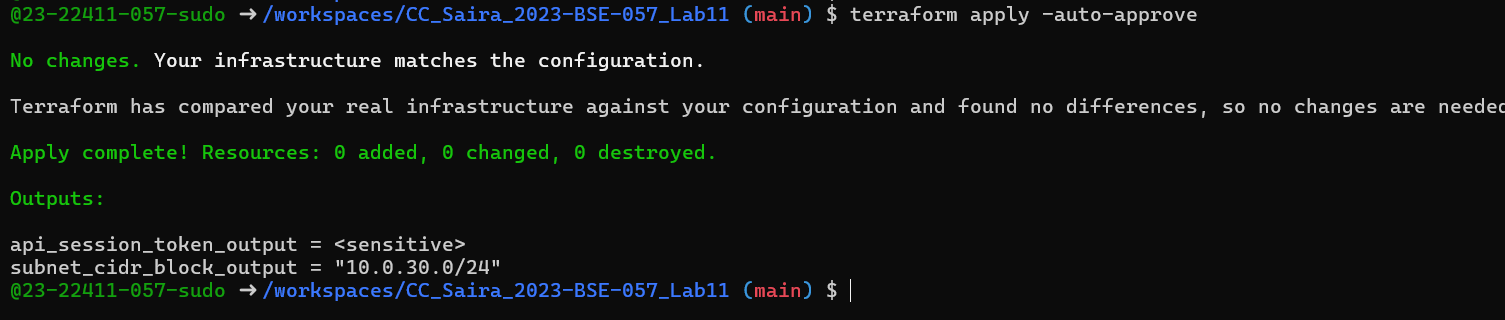 @23-22411-057-sudo ➜ /workspaces/CC_Saira_2023-BSE-057_Lab11 (main) $ terraform apply -auto-approve
No changes. Your infrastructure matches the configuration.
Terraform has compared your real infrastructure against your configuration and found no differences, so no changes are needed
Apply complete! Resources: 0 added, 0 changed, 0 destroyed.
Outputs:
api_session_token_output = <sensitive>
subnet_cidr_block_output = "10.0.30.0/24"
@23-22411-057-sudo ➜ /workspaces/CC_Saira_2023-BSE-057_Lab11 (main) $